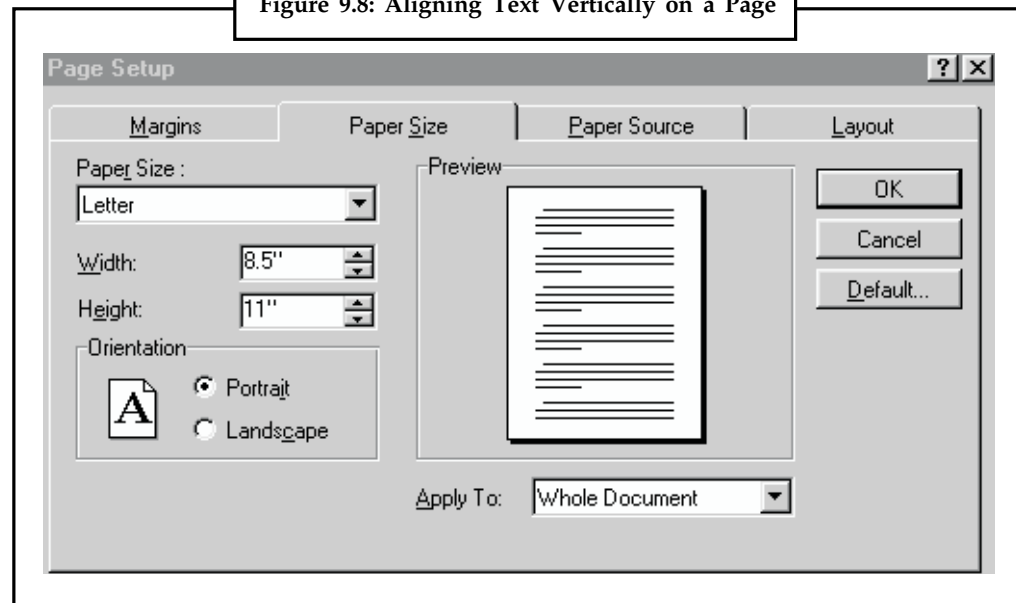 Figure 9.8: Aligning Text Vertically on a Page
Page Setup
Margins Paper Size Paper Source Layout
Paper Size :
Letter
Width: 8.5"
Height: 11"
Orientation
A
Portrait
Landscape
Preview
Apply To: Whole Document
OK
Cancel
Default...